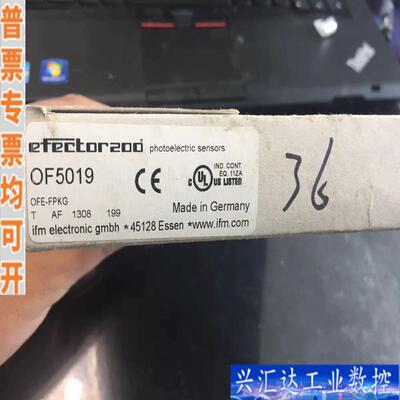 普票专票均可开
efector200 photoelectric sensors
OF5019
OFE-FPKG
T AF 1308 199
ifm electronic gmbh *45128 Essen *www.ifm.com
CE
C UL US LISTED
IND. CONT.
EQ. 11ZA
Made in Germany
36
兴汇达工业数控